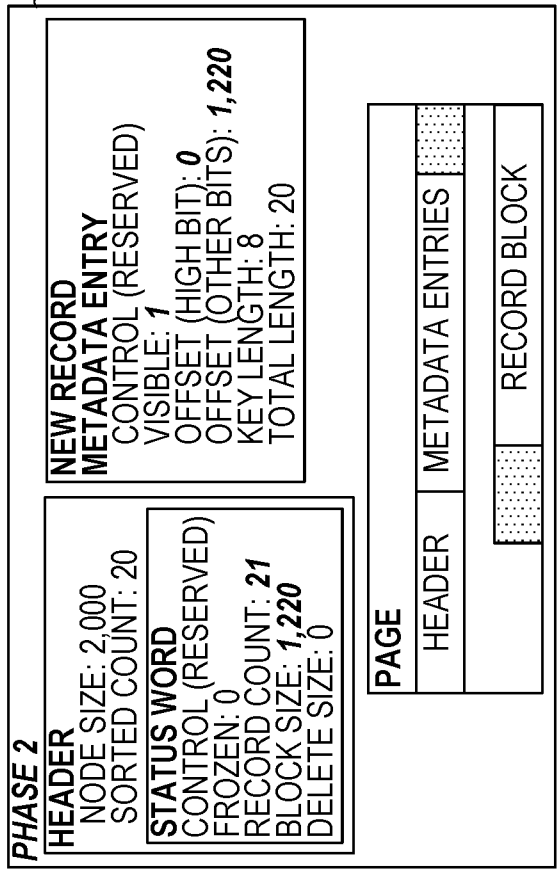 PHASE 2
HEADER
NODE SIZE: 2,000
SORTED COUNT: 20
STATUS WORD
CONTROL (RESERVED)
FROZEN: 0
RECORD COUNT: 21
BLOCK SIZE: 1,220
DELETE SIZE: 0
NEW RECORD
METADATA ENTRY
CONTROL (RESERVED)
VISIBLE: 1
OFFSET (HIGH BIT): 0
OFFSET (OTHER BITS): 1,220
KEY LENGTH: 8
TOTAL LENGTH: 20
PAGE
HEADER
METADATA ENTRIES
RECORD BLOCK